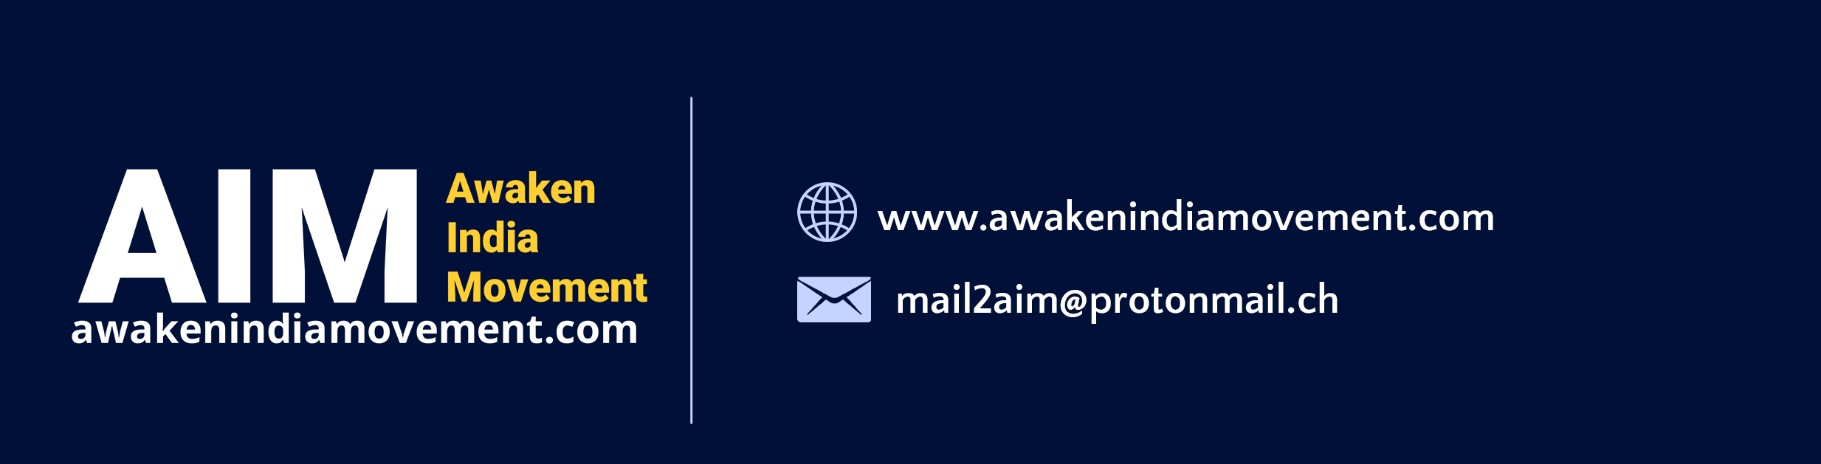 AIM
Awaken
India
Movement
awakenindiamovement.com
www.awakenindiamovement.com
mail2aim@protonmail.ch